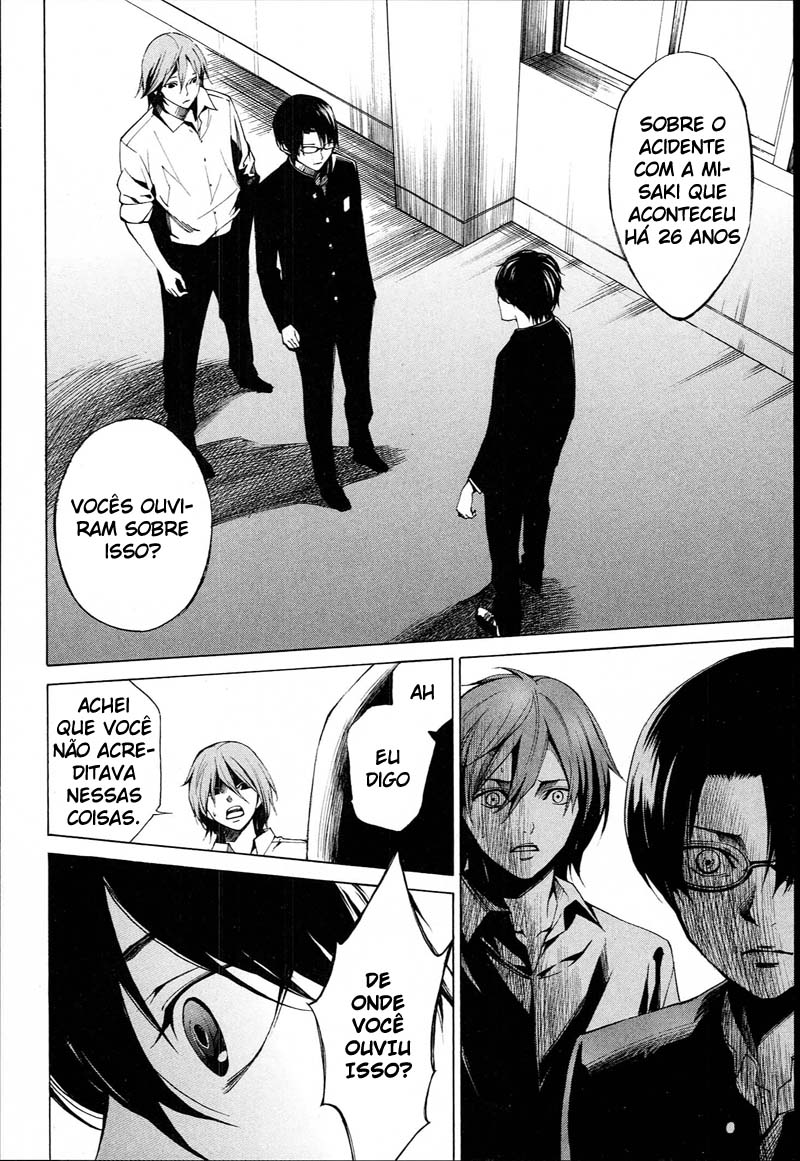 SOBRE O
ACIDENTE
COM A MI-
SAKI QUE
ACONTECEU
HÁ 26 ANOS
VOCÊS OUVI-
RAM SOBRE
ISSO?
AH
EU
DIGO
ACHEI
QUE VOCÊ
NÃO ACRE-
DITAVA
NESSAS
COISAS.
DE
ONDE
VOCÊ
OUVIU
ISSO?